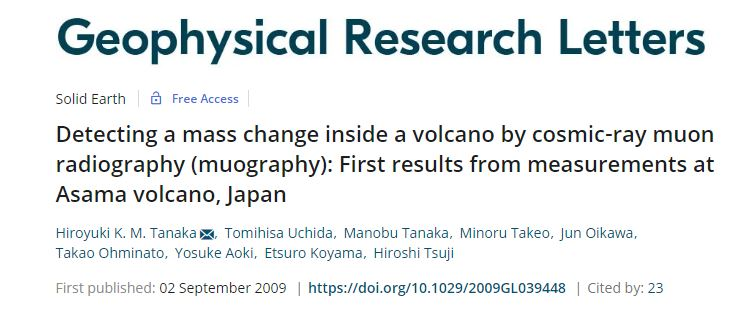 Geophysical Research Letters
Solid Earth | Free Access |
Detecting a mass change inside a volcano by cosmic-ray muon
radiography (muography): First results from measurements at
Asama volcano, Japan
Hiroyuki K. M. Tanaka, Tomihisa Uchida, Manobu Tanaka, Minoru Takeo, Jun Oikawa,
Takao Ohminato, Yosuke Aoki, Etsuro Koyama, Hiroshi Tsuji
First published: 02 September 2009 | https://doi.org/10.1029/2009GL039448 | Cited by: 23